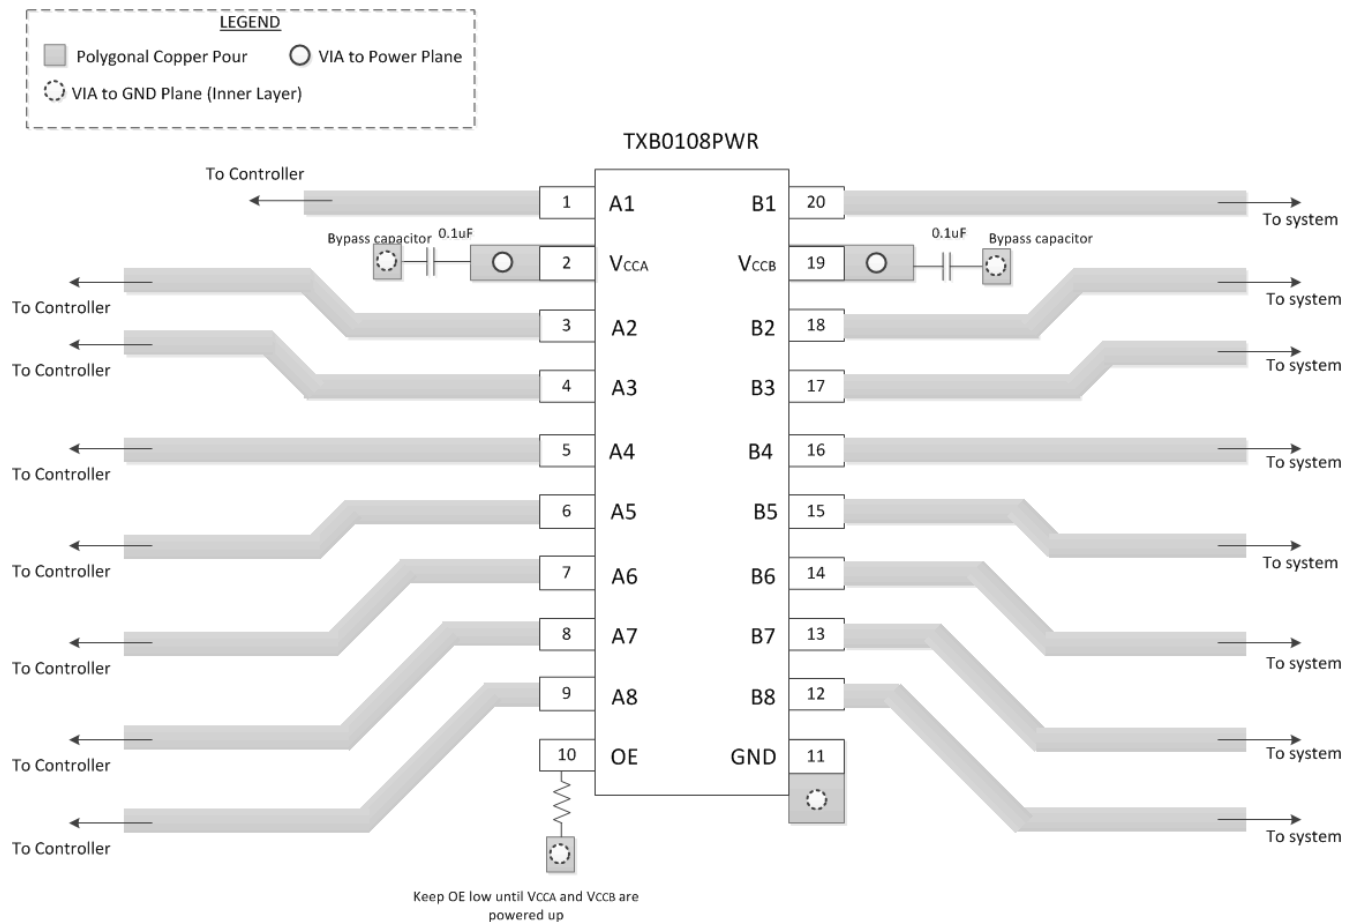 LEGEND
Polygonal Copper Pour
VIA to Power Plane
VIA to GND Plane (Inner Layer)
TXB0108PWR
To Controller
1 A1 B1 20
To system
Bypass capacitor 0.1uF
2 VCCA VCCB 19
0.1uF Bypass capacitor
To Controller
3 A2 B2 18
To system
To Controller
4 A3 B3 17
To system
5 A4 B4 16
To Controller
To system
6 A5 B5 15
To Controller
To system
7 A6 B6 14
To Controller
To system
8 A7 B7 13
To Controller
To system
9 A8 B8 12
To Controller
To system
10 OE GND 11
Keep OE low until VCCA and VCCB are
powered up